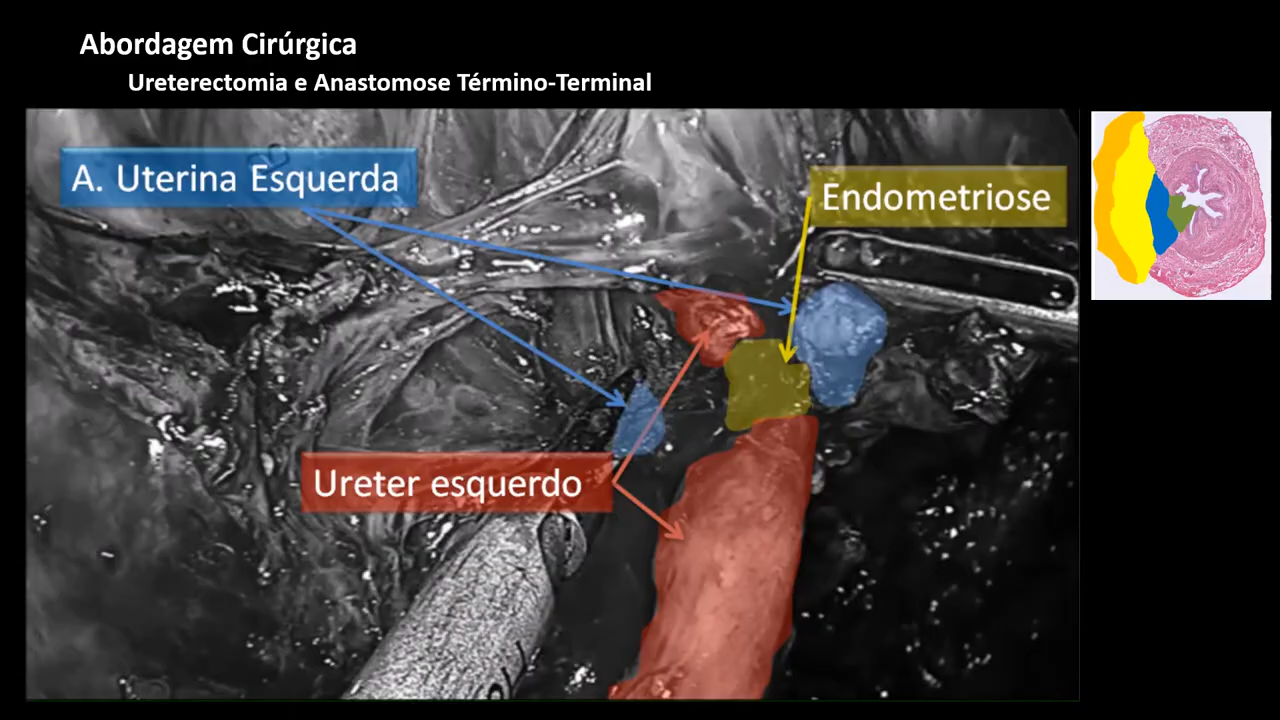 Abordagem Cirúrgica
Ureterectomia e Anastomose Término-Terminal
A. Uterina Esquerda
Endometriose
Ureter esquerdo